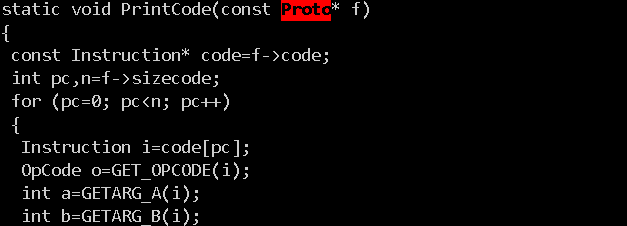 static void PrintCode(const Proto* f)
{
 const Instruction* code=f->code;
 int pc,n=f->sizecode;
 for (pc=0; pc<n; pc++)
 {
  Instruction i=code[pc];
  OpCode o=GET_OPCODE(i);
  int a=GETARG_A(i);
  int b=GETARG_B(i);